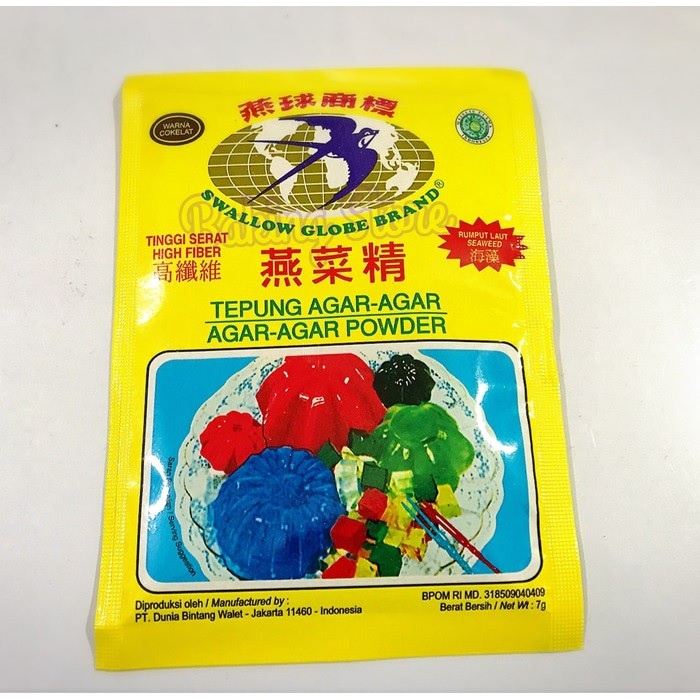 燕球商標
WARNA
COKELAT
SWALLOW GLOBE BRAND®
Baking Store
TINGGI SERAT
HIGH FIBER
高纖維
燕菜精
RUMPUT LAUT
SEAWEED
海藻
TEPUNG AGAR-AGAR
AGAR-AGAR POWDER
Diproduksi oleh / Manufactured by :
PT. Dunia Bintang Walet - Jakarta 11460 - Indonesia
BPOM RI MD. 318509040409
Berat Bersih / Net Wt : 7g